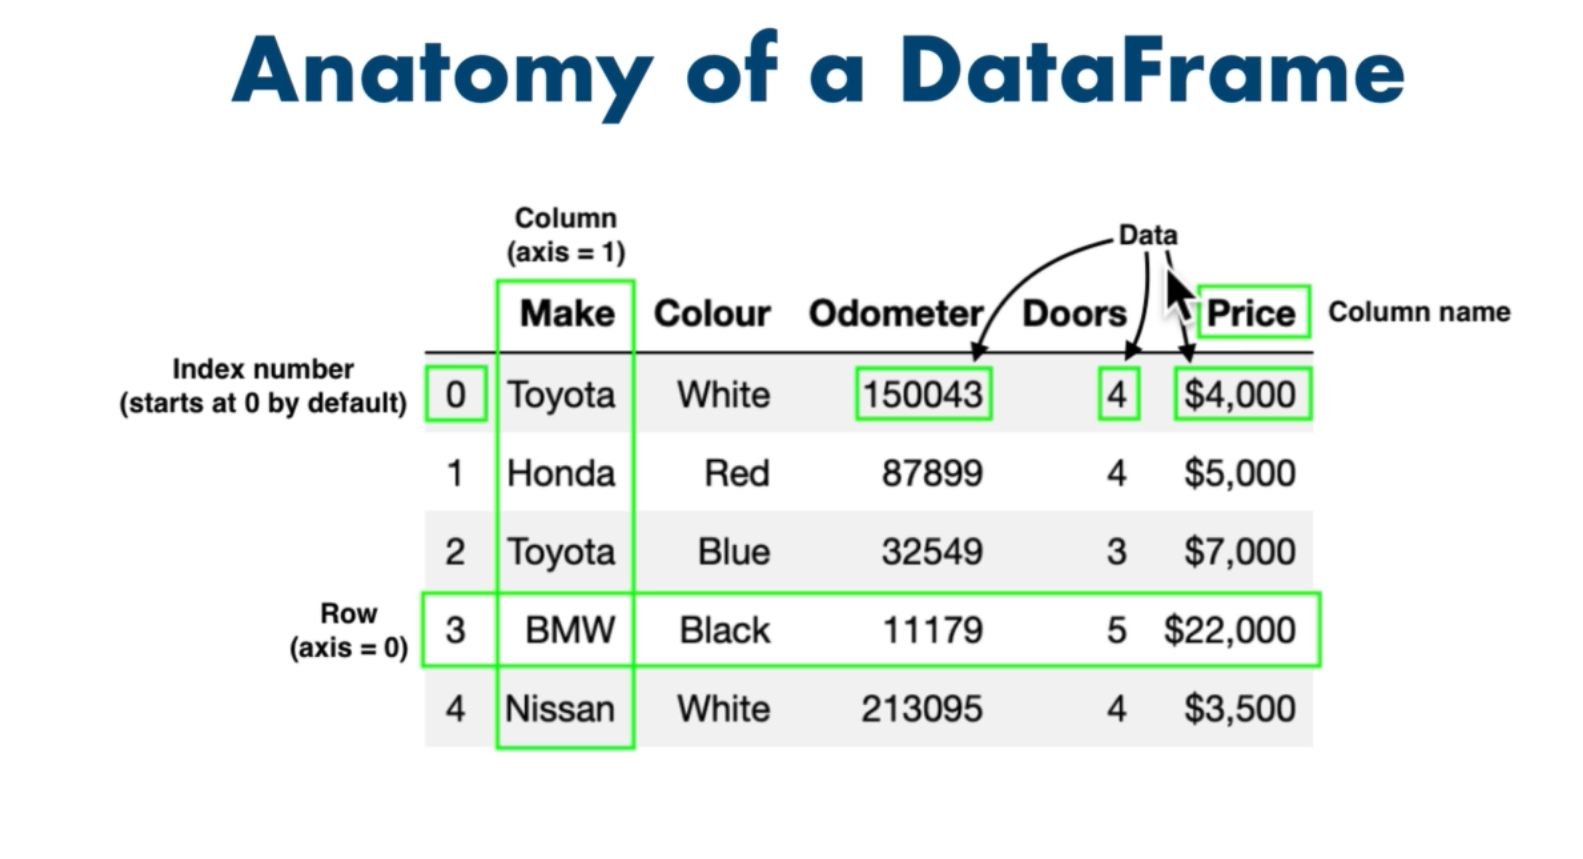 Anatomy of a DataFrame
Column
(axis = 1)
Data
Make Colour Odometer Doors Price Column name
Index number
(starts at 0 by default)
0 Toyota White 150043 4 $4,000
1 Honda Red 87899 4 $5,000
2 Toyota Blue 32549 3 $7,000
Row
(axis = 0)
3 BMW Black 11179 5 $22,000
4 Nissan White 213095 4 $3,500